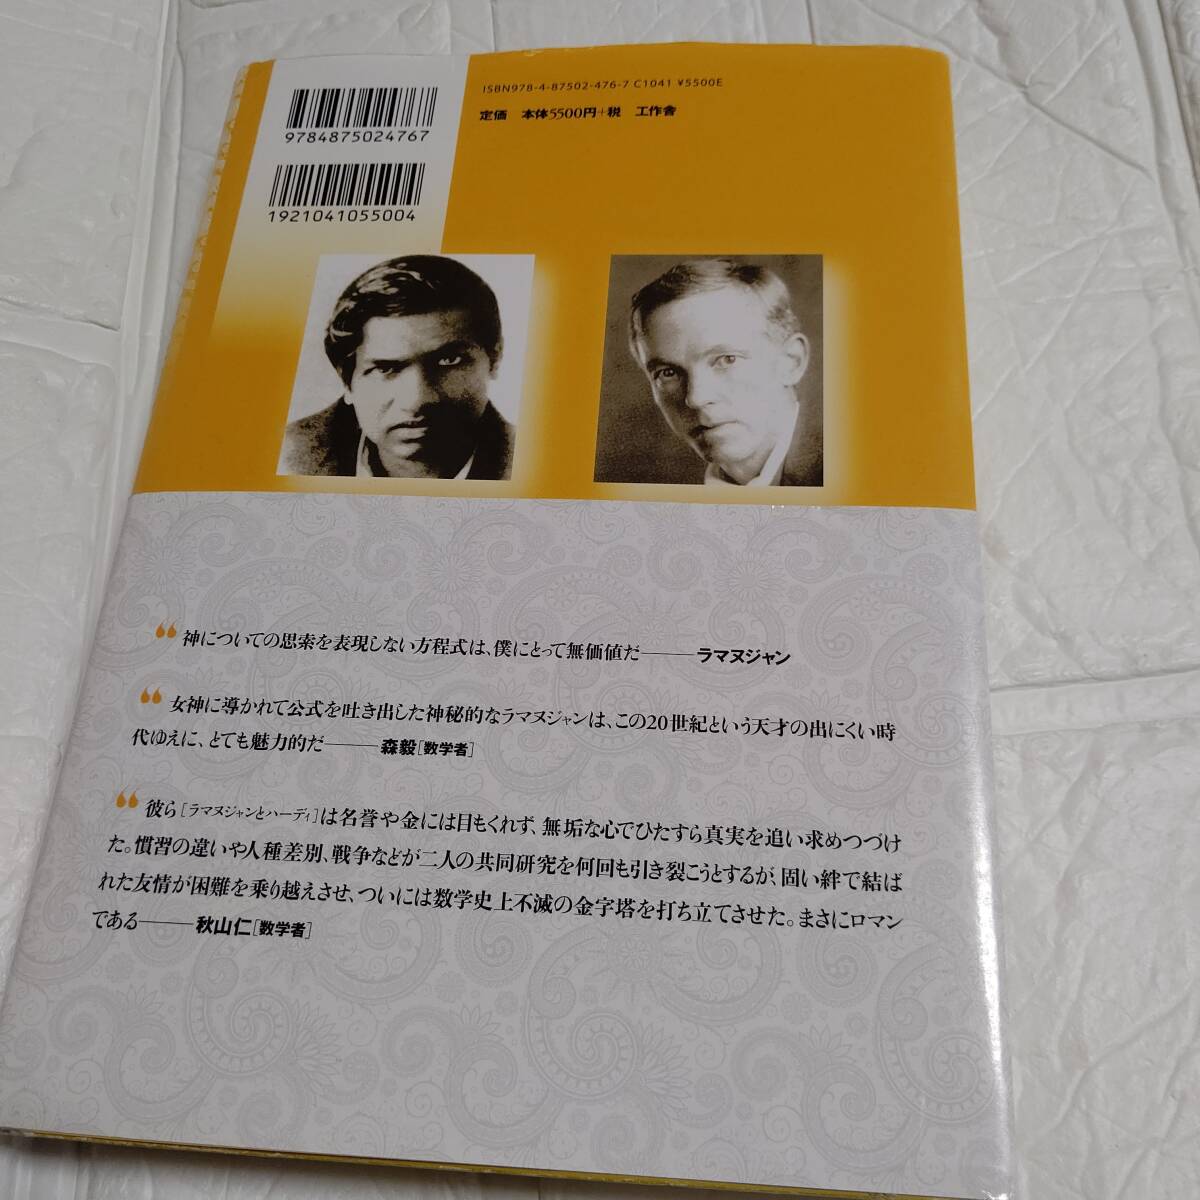 ISBN978-4-87502-476-7 C1041 ¥5500E
定価 本体5500円+税 工作舎
9784875024767
1921041055004
“神についての思索を表現しない方程式は、僕にとって無価値だ――ラマヌジャン
“女神に導かれて公式を吐き出した神秘的なラマヌジャンは、この20世紀という天才の出にくい時
代ゆえに、とても魅力的だ――森毅[数学者]
“彼ら[ラマヌジャンとハーディ]は名誉や金には目もくれず、無垢な心でひたすら真実を追い求めつづけ
た。慣習の違いや人種差別、戦争などが二人の共同研究を何回も引き裂こうとするが、固い絆で結ば
れた友情が困難を乗り越えさせ、ついには数学史上不滅の金字塔を打ち立てさせた。まさにロマン
である――秋山仁[数学者]